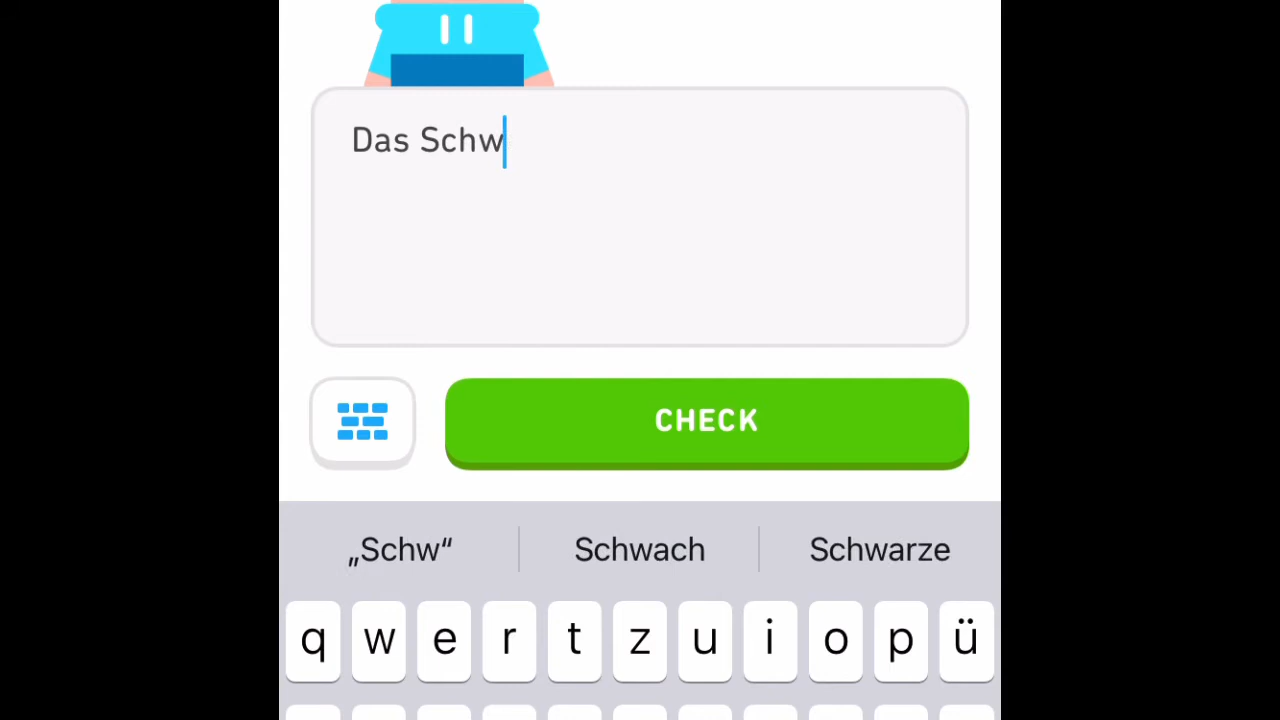 Das Schw
CHECK
„Schw“ Schwach Schwarze
q w e r t z u i o p ü